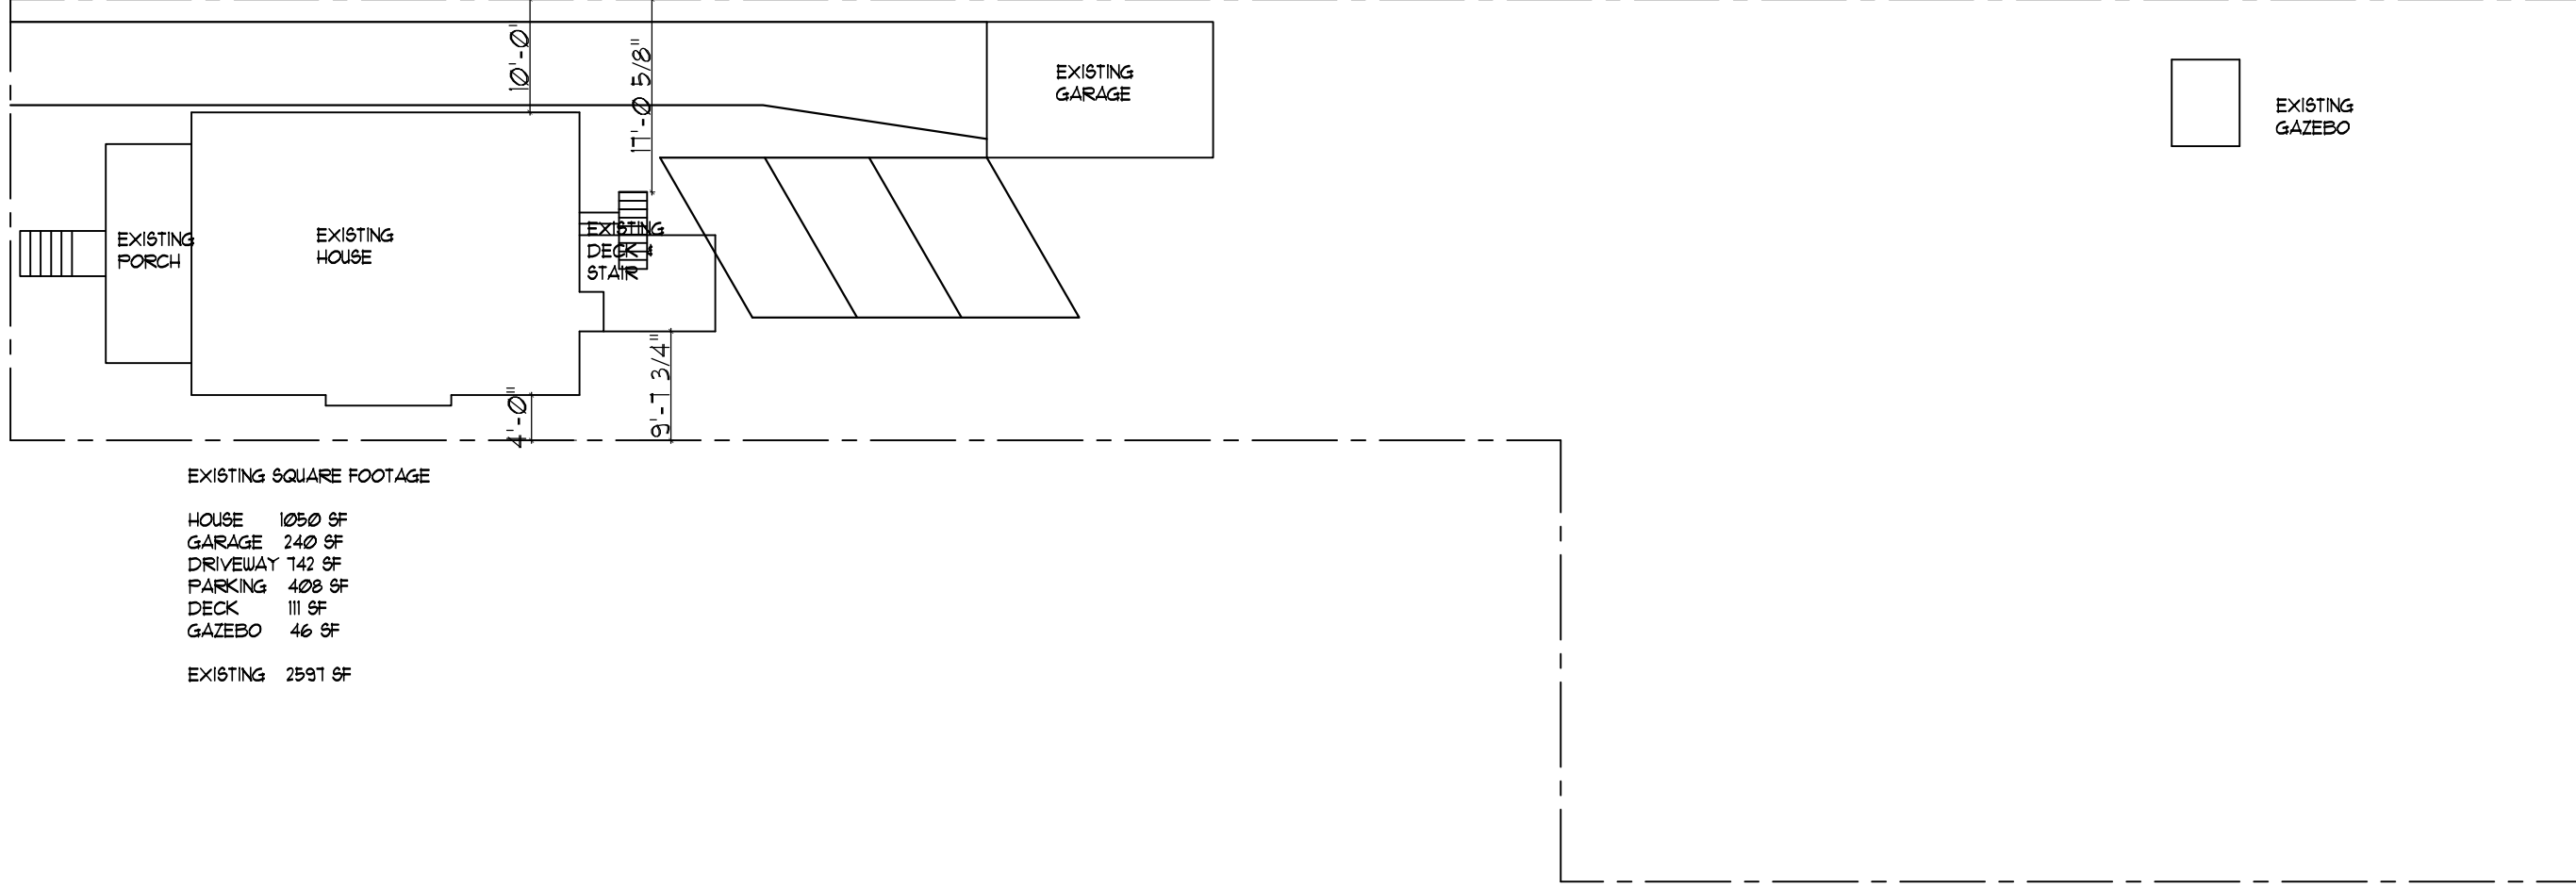 10'-0"
17'-0 5/8"
EXISTING
GARAGE
EXISTING
GAZEBO
EXISTING
PORCH
EXISTING
HOUSE
EXISTING
DECK &
STAIR
4'-0"
9'-7 3/4"
EXISTING SQUARE FOOTAGE
HOUSE 1050 SF
GARAGE 240 SF
DRIVEWAY 742 SF
PARKING 408 SF
DECK 111 SF
GAZEBO 46 SF
EXISTING 2597 SF